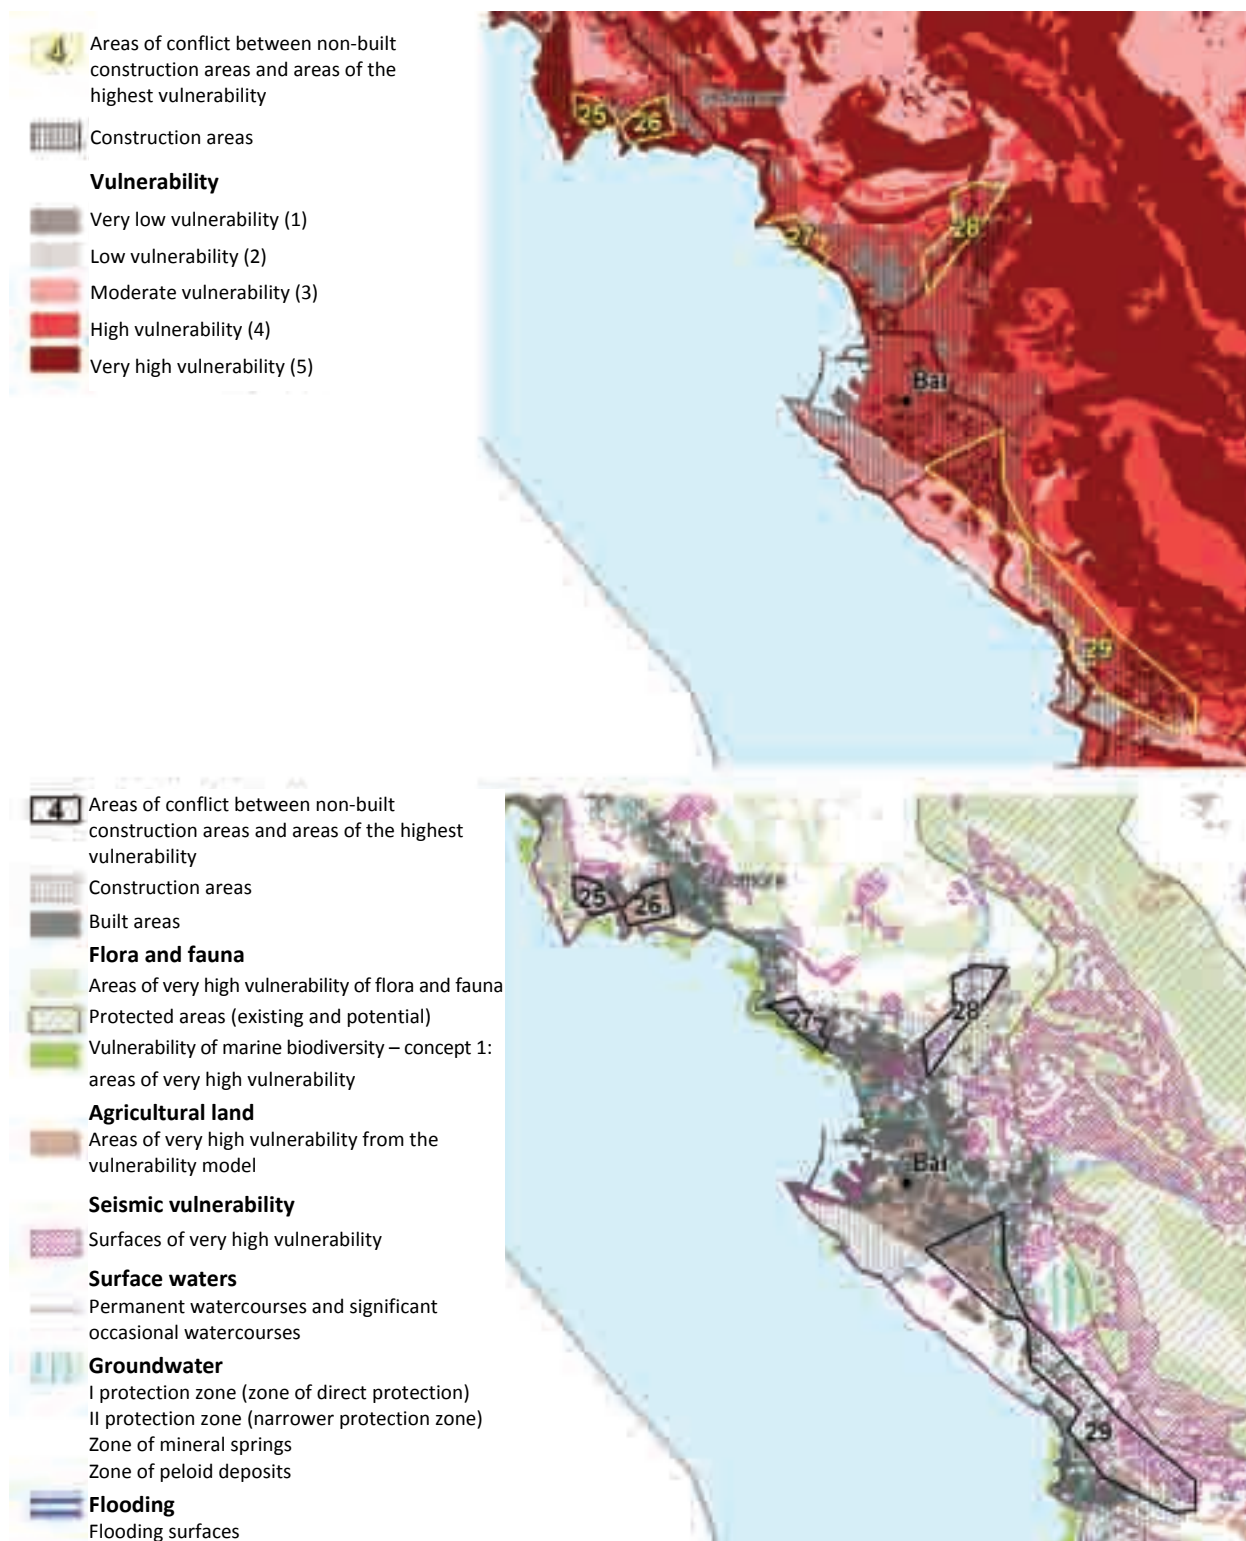 4
Areas of conflict between non-built
construction areas and areas of the
highest vulnerability
Construction areas
Vulnerability
Very low vulnerability (1)
Low vulnerability (2)
Moderate vulnerability (3)
High vulnerability (4)
Very high vulnerability (5)
25
26
27
28
Bar
29
4
Areas of conflict between non-built
construction areas and areas of the highest
vulnerability
Construction areas
Built areas
Flora and fauna
Areas of very high vulnerability of flora and fauna
Protected areas (existing and potential)
Vulnerability of marine biodiversity – concept 1:
areas of very high vulnerability
Agricultural land
Areas of very high vulnerability from the
vulnerability model
Seismic vulnerability
Surfaces of very high vulnerability
Surface waters
Permanent watercourses and significant
occasional watercourses
Groundwater
I protection zone (zone of direct protection)
II protection zone (narrower protection zone)
Zone of mineral springs
Zone of peloid deposits
Flooding
Flooding surfaces
25
26
27
28
Bar
29